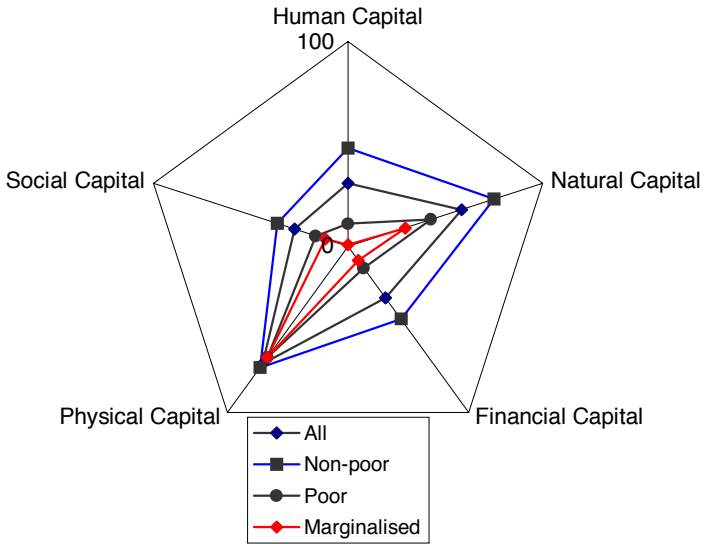 Human Capital
100
Social Capital
Natural Capital
0
Physical Capital
Financial Capital
All
Non-poor
Poor
Marginalised